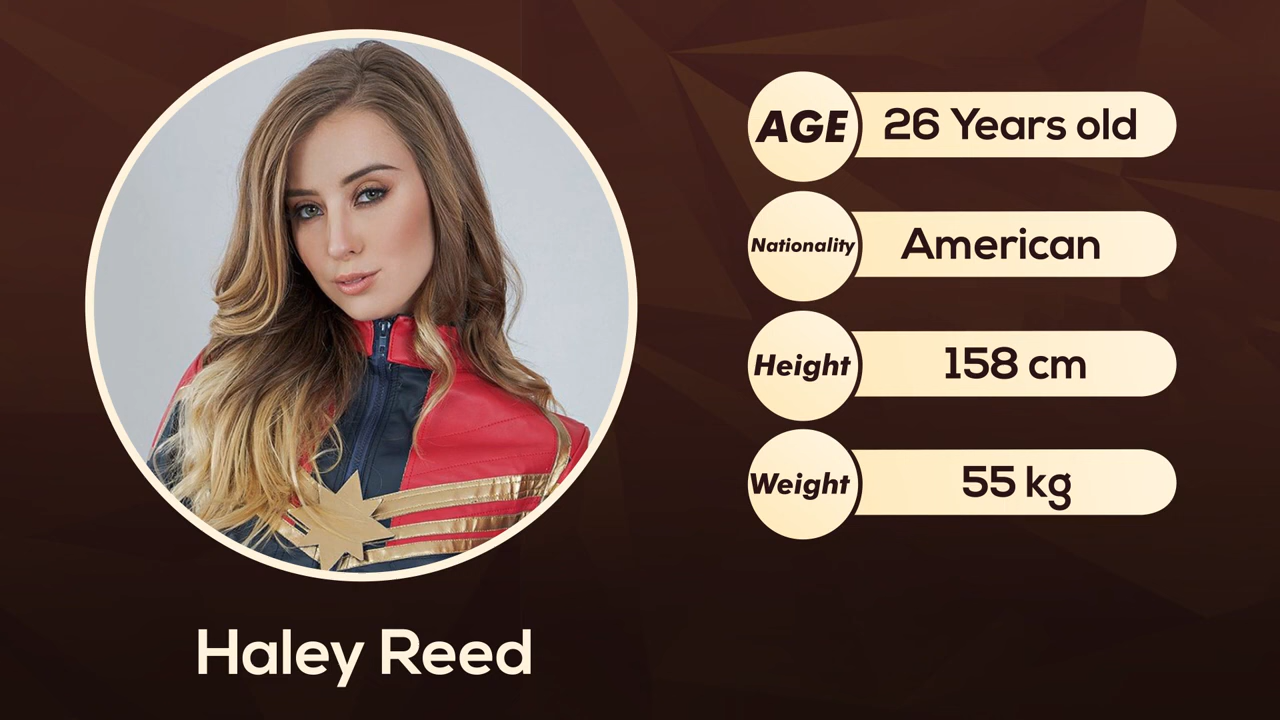 AGE 26 Years old
Nationality American
Height 158 cm
Weight 55 kg
Haley Reed